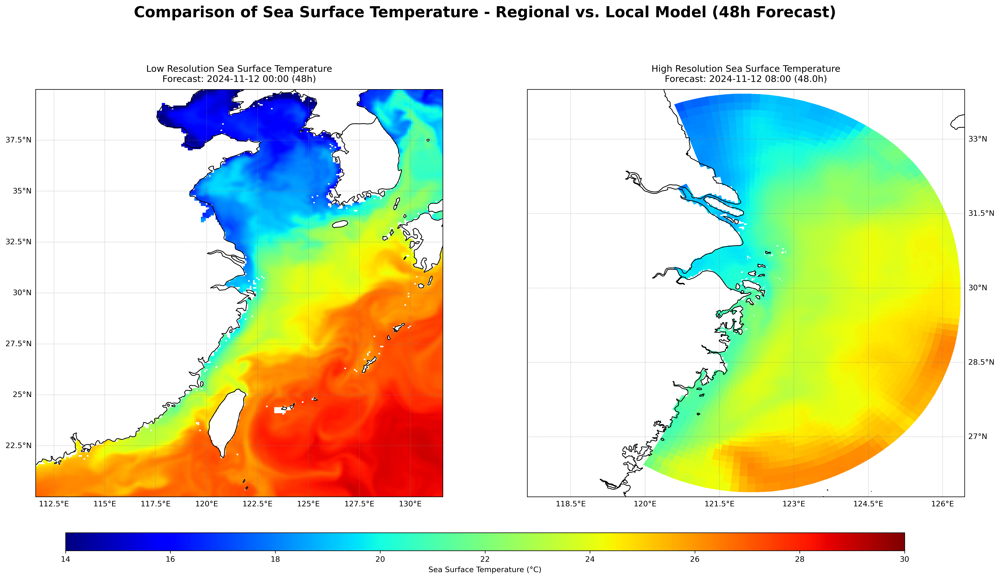 Comparison of Sea Surface Temperature - Regional vs. Local Model (48h Forecast)
Low Resolution Sea Surface Temperature
Forecast: 2024-11-12 00:00 (48h)
37.5°N
35°N
32.5°N
30°N
27.5°N
25°N
22.5°N
112.5°E 115°E 117.5°E 120°E 122.5°E 125°E 127.5°E 130°E
High Resolution Sea Surface Temperature
Forecast: 2024-11-12 08:00 (48.0h)
33°N
31.5°N
30°N
28.5°N
27°N
118.5°E 120°E 121.5°E 123°E 124.5°E 126°E
14 16 18 20 22 24 26 28 30
Sea Surface Temperature (°C)